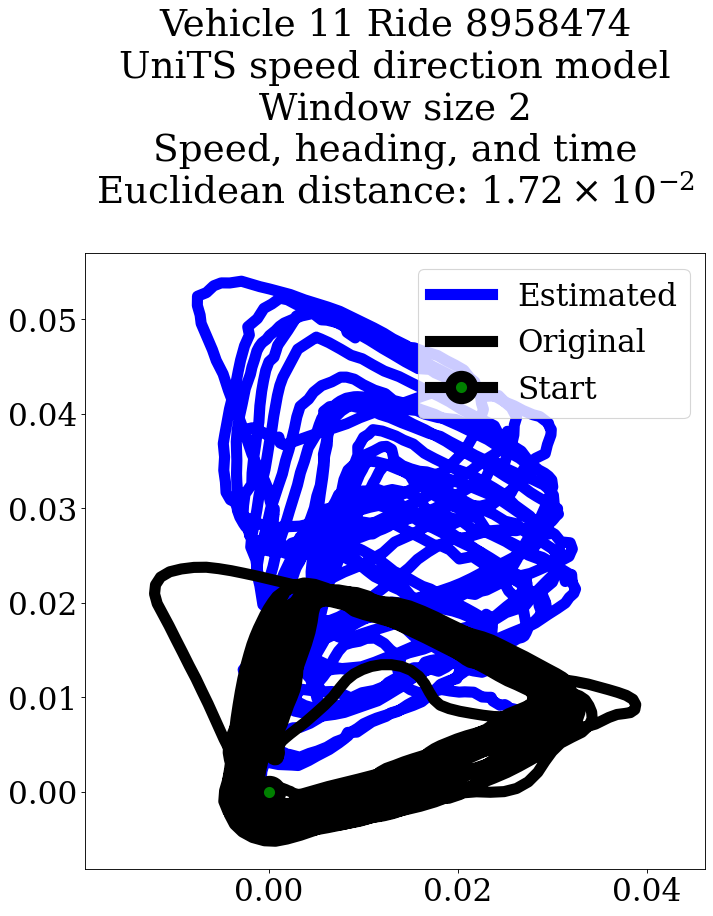 Vehicle 11 Ride 8958474
UniTS speed direction model
Window size 2
Speed, heading, and time
Euclidean distance: 1.72 × 10⁻²
Estimated
Original
Start
0.05
0.04
0.03
0.02
0.01
0.00
0.00 0.02 0.04